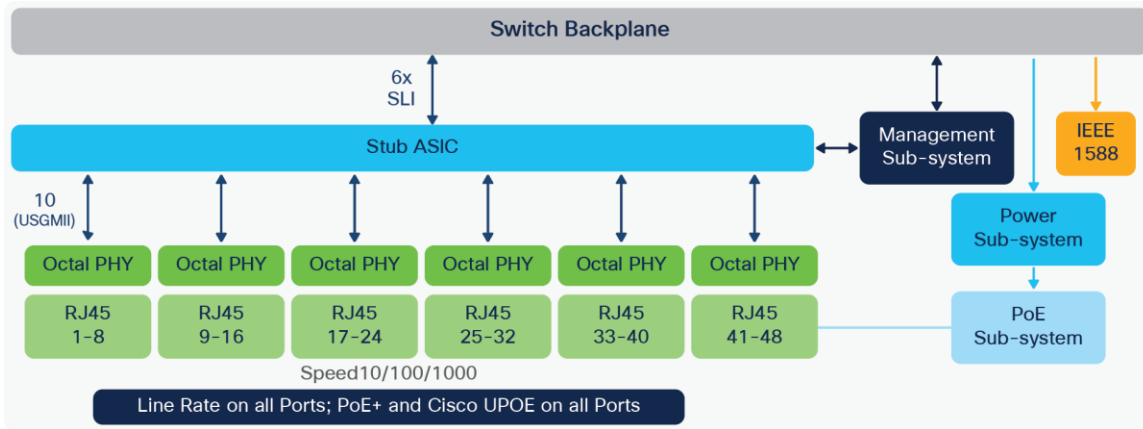 Switch Backplane
6x
SLI
Stub ASIC
Management
Sub-system
IEEE
1588
10
(USGMII)
Power
Sub-system
Octal PHY
Octal PHY
Octal PHY
Octal PHY
Octal PHY
Octal PHY
RJ45
1-8
RJ45
9-16
RJ45
17-24
RJ45
25-32
RJ45
33-40
RJ45
41-48
PoE
Sub-system
Speed10/100/1000
Line Rate on all Ports; PoE+ and Cisco UPOE on all Ports